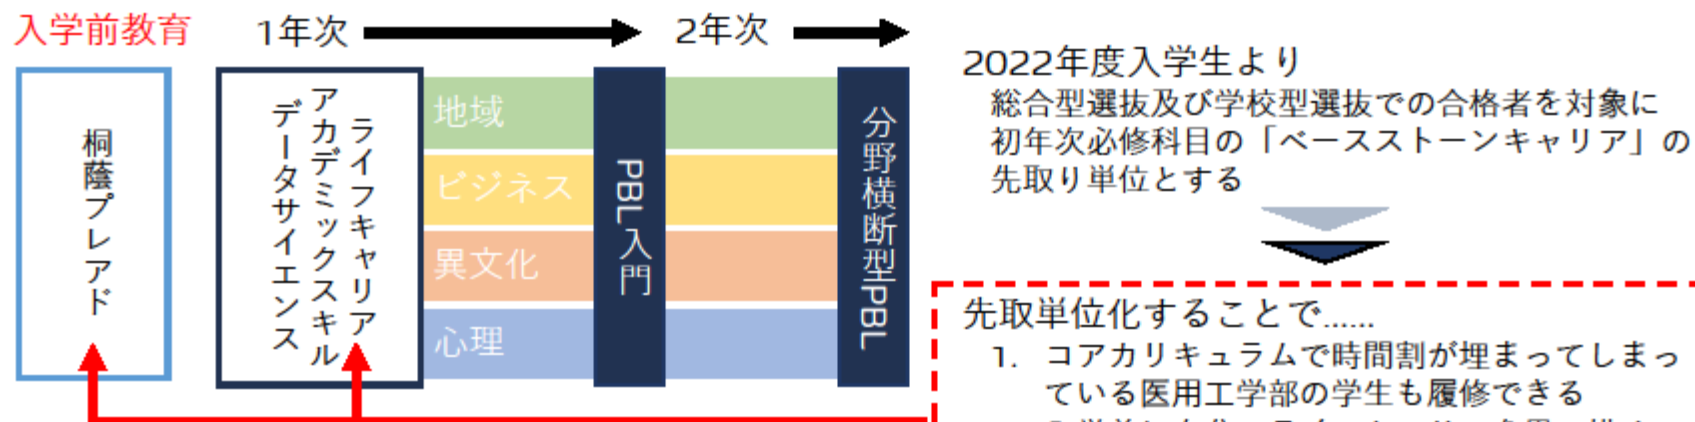 入学前教育
1年次
2年次
桐蔭プレアド
ライフキャリア
アカデミックスキル
データサイエンス
地域
ビジネス
異文化
心理
PBL入門
分野横断型PBL
2022年度入学生より
総合型選抜及び学校型選抜での合格者を対象に
初年次必修科目の「ベースストーンキャリア」の
先取り単位とする
先取単位化することで……
1. コアカリキュラムで時間割が埋まってしまっ
ている医用工学部の学生も履修できる